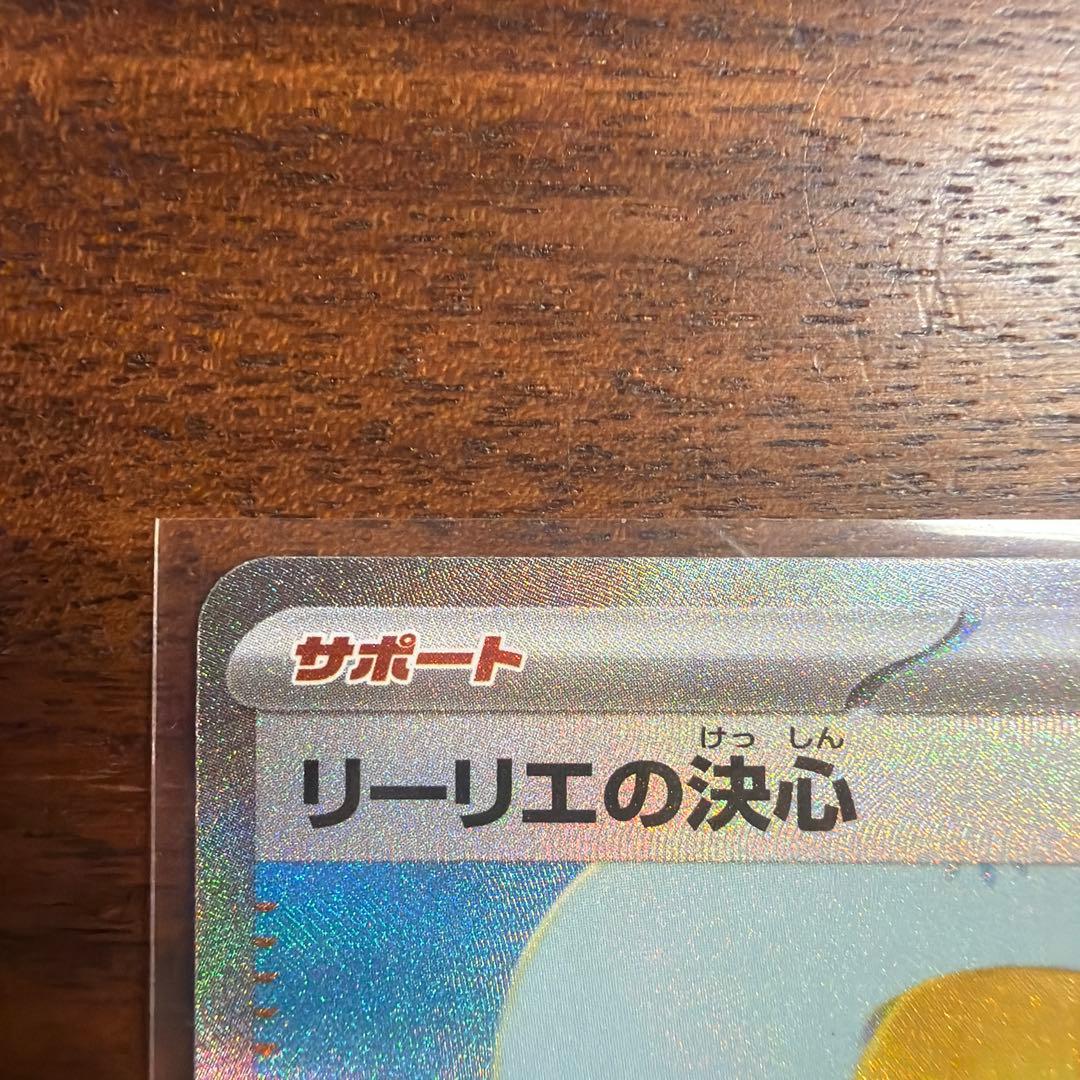 サポート
けっ しん
リーリエの決心